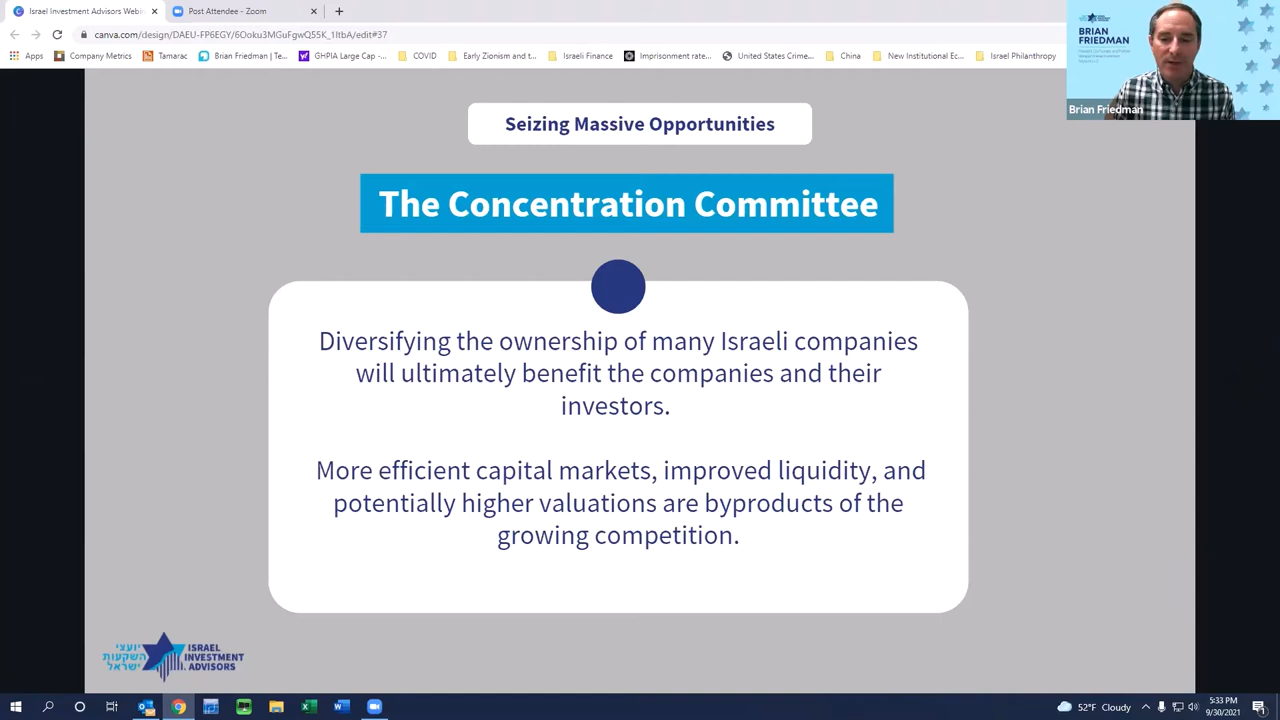 Israel Investment Advisors Webin
Post Attendee - Zoom
canva.com/design/DAEU-FP6EGY/6Ooku3MGuFgwQ55K_1ItbA/edit#37
Apps
Company Metrics
Tamarac
Brian Friedman | Te...
GHPIA Large Cap
COVID
Early Zionism and t...
Israeli Finance
Imprisonment rate...
United States Crime...
China
New Institutional Ec...
Israel Philanthropy
BRIAN
FRIEDMAN
Brian Friedman
Seizing Massive Opportunities
The Concentration Committee
Diversifying the ownership of many Israeli companies
will ultimately benefit the companies and their
investors.
More efficient capital markets, improved liquidity, and
potentially higher valuations are byproducts of the
growing competition.
יועצי
השקעות
ישראל
ISRAEL
INVESTMENT
ADVISORS
52°F Cloudy
5:33 PM
9/30/2021